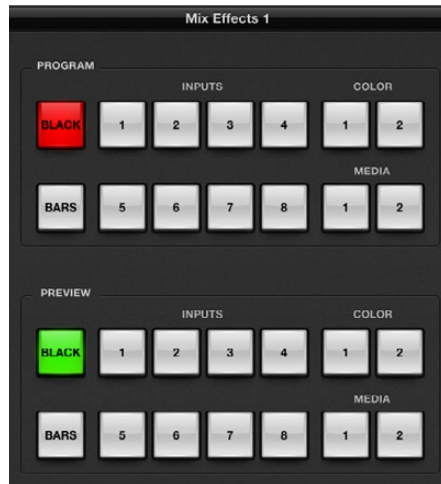 Mix Effects 1
PROGRAM
INPUTS COLOR
BLACK 1 2 3 4 1 2
MEDIA
BARS 5 6 7 8 1 2
PREVIEW
INPUTS COLOR
BLACK 1 2 3 4 1 2
MEDIA
BARS 5 6 7 8 1 2